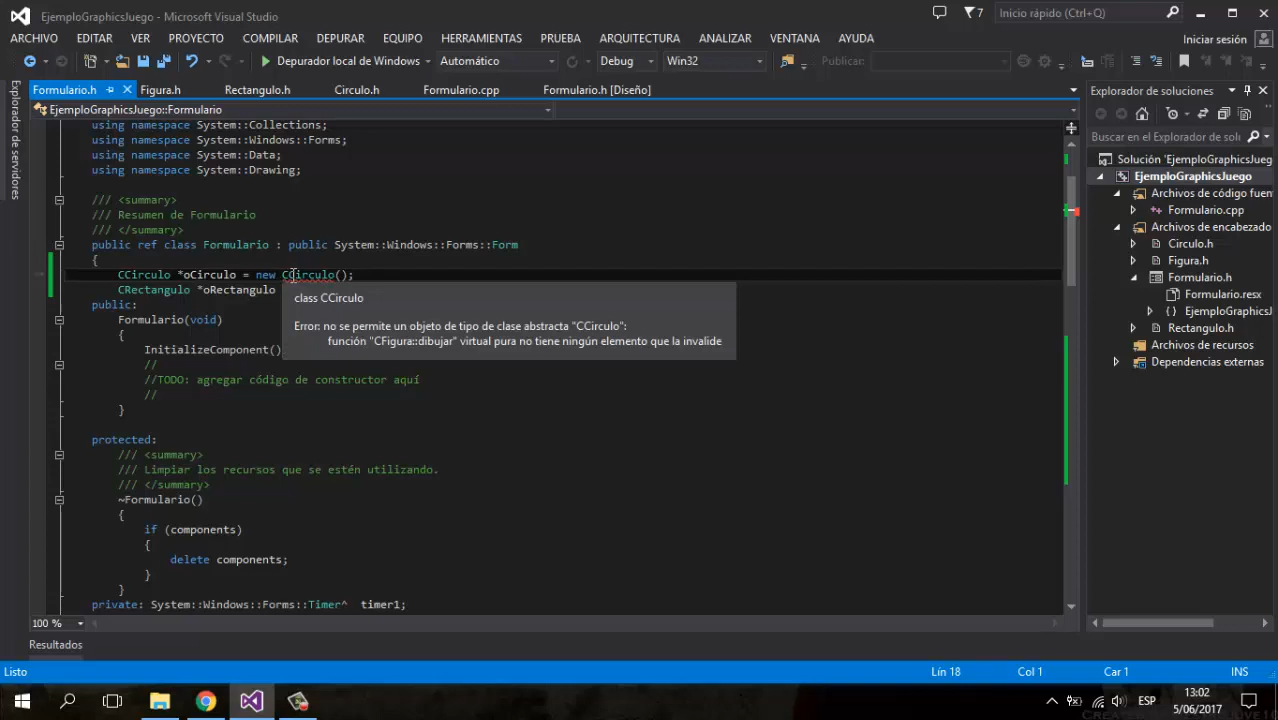 EjemploGraphicsJuego - Microsoft Visual Studio
7
Inicio rápido (Ctrl+Q)
ARCHIVO EDITAR VER PROYECTO COMPILAR DEPURAR EQUIPO HERRAMIENTAS PRUEBA ARQUITECTURA ANALIZAR VENTANA AYUDA
Iniciar sesión
Depurador local de Windows Automático Debug Win32 Publicar:
Formulario.h Figura.h Rectangulo.h Circulo.h Formulario.cpp Formulario.h [Diseño]
Explorador de servidores
EjemploGraphicsJuego::Formulario
using namespace System::Collections;
using namespace System::Windows::Forms;
using namespace System::Data;
using namespace System::Drawing;
/// <summary>
/// Resumen de Formulario
/// </summary>
public ref class Formulario : public System::Windows::Forms::Form
{
CCirculo *oCirculo = new CCirculo();
CRectangulo *oRectangulo
public:
Formulario(void)
{
InitializeComponent()
//
//TODO: agregar código de constructor aquí
//
}
protected:
/// <summary>
/// Limpiar los recursos que se estén utilizando.
/// </summary>
~Formulario()
{
if (components)
{
delete components;
}
}
private: System::Windows::Forms::Timer^ timer1;
class CCirculo
Error: no se permite un objeto de tipo de clase abstracta "CCirculo":
función "CFigura::dibujar" virtual pura no tiene ningún elemento que la invalide
100 %
Explorador de soluciones
Buscar en el Explorador de solu
Solución 'EjemploGraphicsJueg
EjemploGraphicsJuego
Archivos de código fuen
Formulario.cpp
Archivos de encabezado
Circulo.h
Figura.h
Formulario.h
Formulario.resx
EjemploGraphicsJ
Rectangulo.h
Archivos de recursos
Dependencias externas
Resultados
Listo
Lín 18 Col 1 Car 1 INS
ESP
13:02
5/06/2017